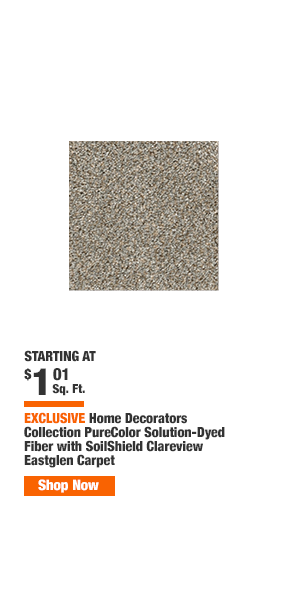 STARTING AT
$1 01
Sq. Ft.
EXCLUSIVE Home Decorators
Collection PureColor Solution-Dyed
Fiber with SoilShield Clareview
Eastglen Carpet
Shop Now